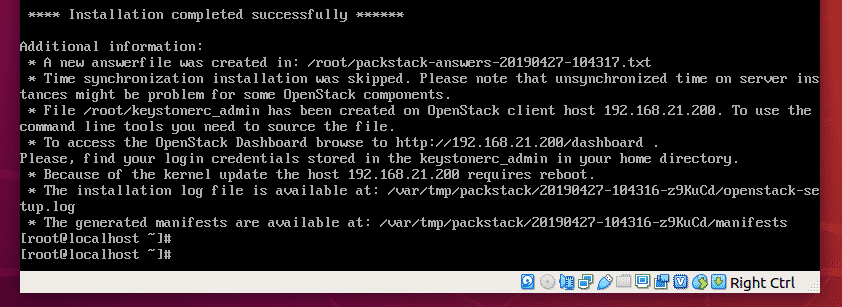 **** Installation completed successfully ******
Additional information:
* A new answerfile was created in: /root/packstack-answers-20190427-104317.txt
* Time synchronization installation was skipped. Please note that unsynchronized time on server ins
tances might be problem for some OpenStack components.
* File /root/keystonerc_admin has been created on OpenStack client host 192.168.21.200. To use the
command line tools you need to source the file.
* To access the OpenStack Dashboard browse to http://192.168.21.200/dashboard .
Please, find your login credentials stored in the keystonerc_admin in your home directory.
* Because of the kernel update the host 192.168.21.200 requires reboot.
* The installation log file is available at: /var/tmp/packstack/20190427-104316-z9KuCd/openstack-se
tup.log
* The generated manifests are available at: /var/tmp/packstack/20190427-104316-z9KuCd/manifests
[root@localhost ~]#
[root@localhost ~]#
Right Ctrl